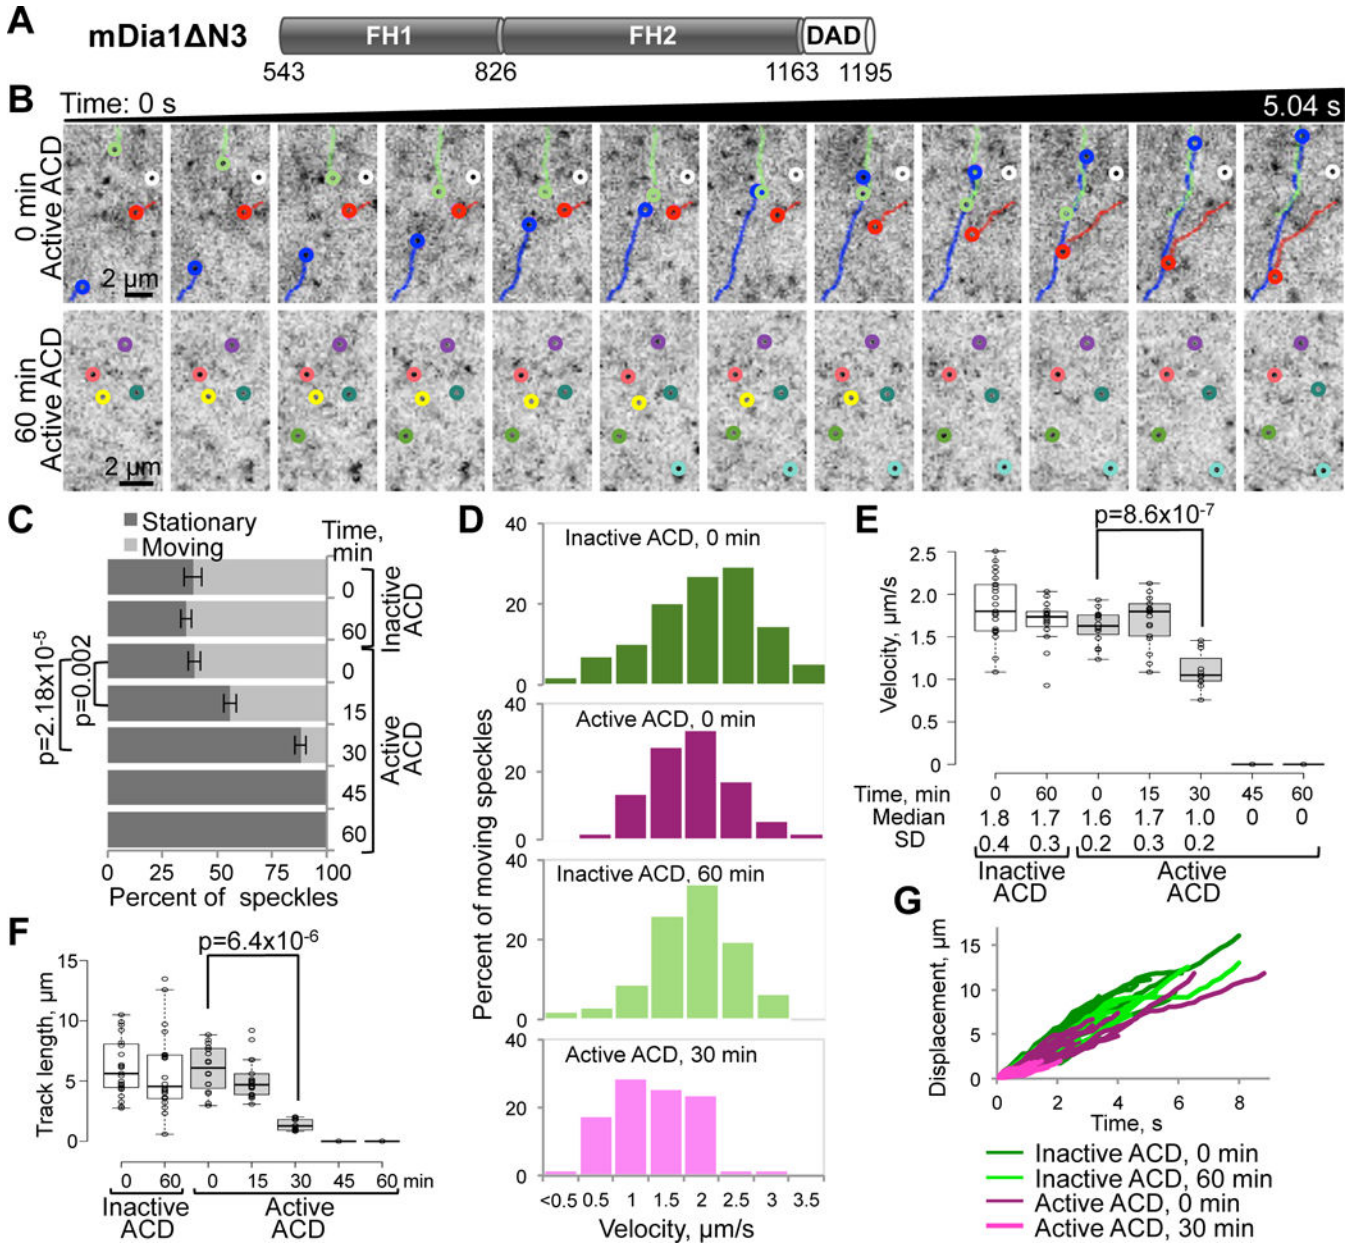 A
mDia1ΔN3
FH1
FH2
DAD
543
826
1163
1195
B
Time: 0 s
5.04 s
0 min
Active ACD
2 µm
60 min
Active ACD
2 µm
C
Stationary
Moving
Time,
min
0
60
0
15
30
45
60
Inactive
ACD
Active
ACD
p=2.18x10-5
p=0.002
0
25
50
75
100
Percent of speckles
D
Percent of moving speckles
40
20
0
Inactive ACD, 0 min
40
20
0
Active ACD, 0 min
40
20
0
Inactive ACD, 60 min
40
20
0
Active ACD, 30 min
<0.5 0.5 1 1.5 2 2.5 3 3.5
Velocity, µm/s
E
p=8.6x10-7
Velocity, µm/s
2.5
2.0
1.5
1.0
0.5
0
Time, min 0 60 0 15 30 45 60
Median 1.8 1.7 1.6 1.7 1.0 0 0
SD 0.4 0.3 0.2 0.3 0.2
Inactive
ACD
Active
ACD
F
p=6.4x10-6
Track length, µm
15
10
5
0
0 60 0 15 30 45 60 min
Inactive
ACD
Active
ACD
G
Displacement, µm
15
10
5
0
0 2 4 6 8
Time, s
Inactive ACD, 0 min
Inactive ACD, 60 min
Active ACD, 0 min
Active ACD, 30 min